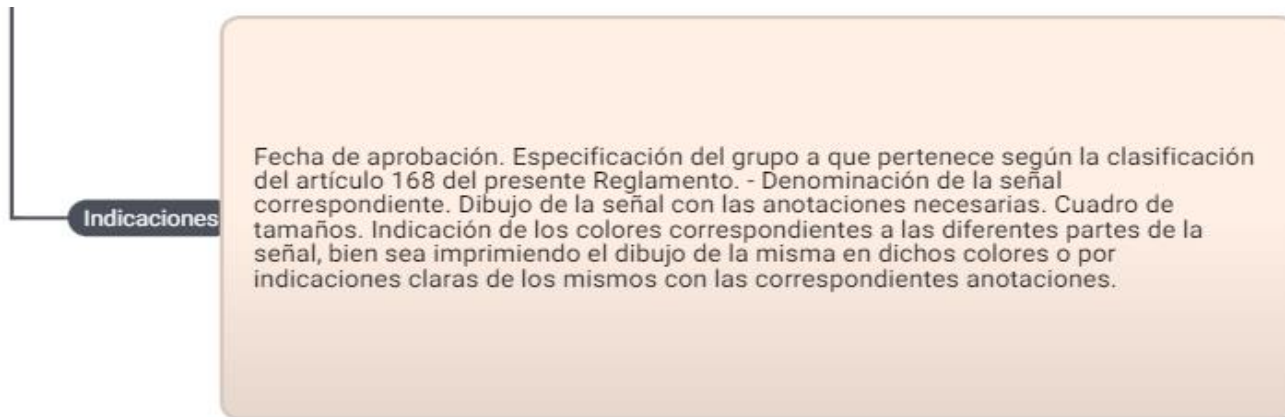 Indicaciones
Fecha de aprobación. Especificación del grupo a que pertenece según la clasificación
del artículo 168 del presente Reglamento. - Denominación de la señal
correspondiente. Dibujo de la señal con las anotaciones necesarias. Cuadro de
tamaños. Indicación de los colores correspondientes a las diferentes partes de la
señal, bien sea imprimiendo el dibujo de la misma en dichos colores o por
indicaciones claras de los mismos con las correspondientes anotaciones.